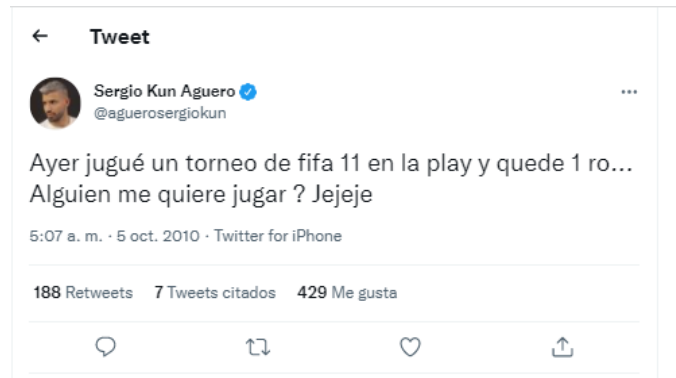 Tweet
Sergio Kun Aguero
@aguerosergiokun
Ayer jugué un torneo de fifa 11 en la play y quede 1 ro...
Alguien me quiere jugar ? Jejeje
5:07 a. m. · 5 oct. 2010 · Twitter for iPhone
188 Retweets 7 Tweets citados 429 Me gusta